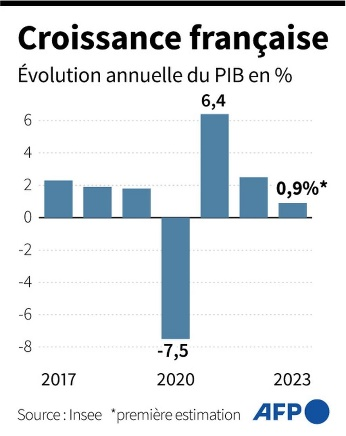 Croissance française
Évolution annuelle du PIB en %
6,4
6
4
2
0,9%*
0
-2
-4
-6
-8
-7,5
2017 2020 2023
Source : Insee *première estimation AFP